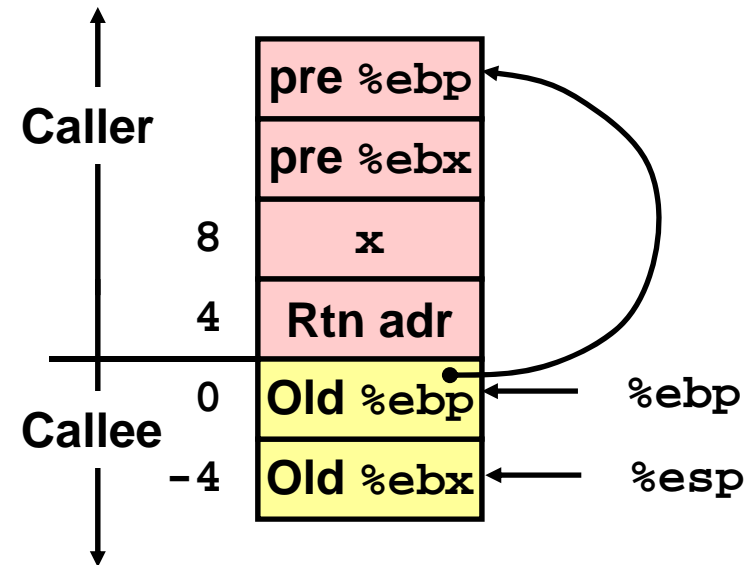 pre %ebp
Caller
pre %ebx
8 x
4 Rtn adr
0 Old %ebp %ebp
Callee
-4 Old %ebx %esp